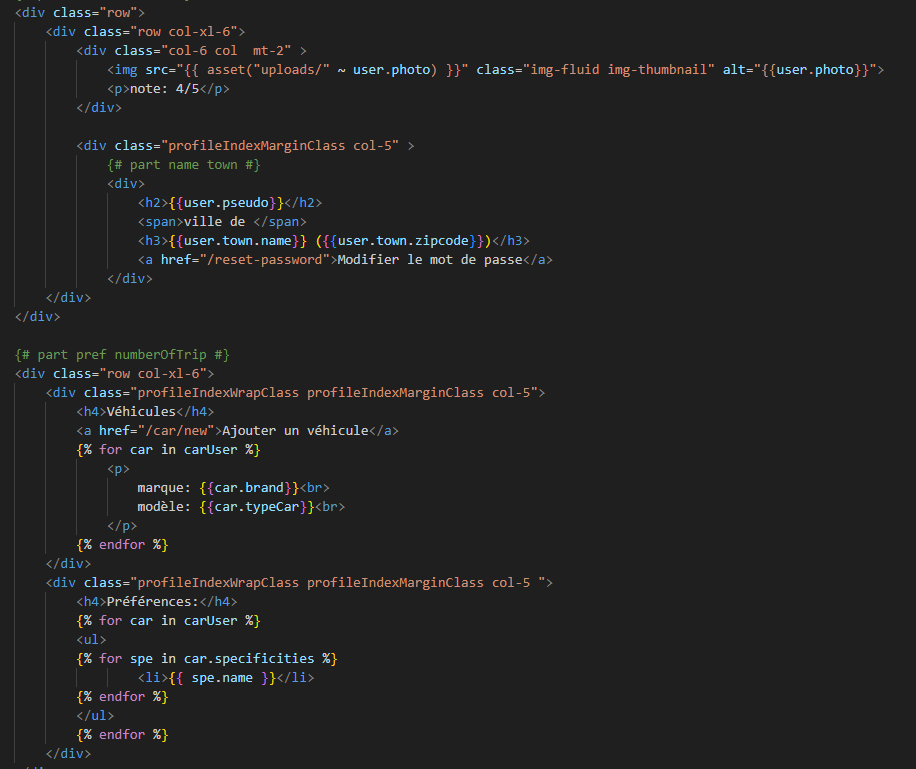 <div class="row">
<div class="row col-xl-6">
<div class="col-6 col  mt-2" >
<img src="{{ asset("uploads/" ~ user.photo) }}" class="img-fluid img-thumbnail" alt="{{user.photo}}">
<p>note: 4/5</p>
</div>
<div class="profileIndexMarginClass col-5" >
{# part name town #}
<div>
<h2>{{user.pseudo}}</h2>
<span>ville de </span>
<h3>{{user.town.name}} ({{user.town.zipcode}})</h3>
<a href="/reset-password">Modifier le mot de passe</a>
</div>
</div>
</div>
{# part pref numberOfTrip #}
<div class="row col-xl-6">
<div class="profileIndexWrapClass profileIndexMarginClass col-5">
<h4>Véhicules</h4>
<a href="/car/new">Ajouter un véhicule</a>
{% for car in carUser %}
<p>
marque: {{car.brand}}<br>
modèle: {{car.typeCar}}<br>
</p>
{% endfor %}
</div>
<div class="profileIndexWrapClass profileIndexMarginClass col-5 ">
<h4>Préférences:</h4>
{% for car in carUser %}
<ul>
{% for spe in car.specificities %}
<li>{{ spe.name }}</li>
{% endfor %}
</ul>
{% endfor %}
</div>